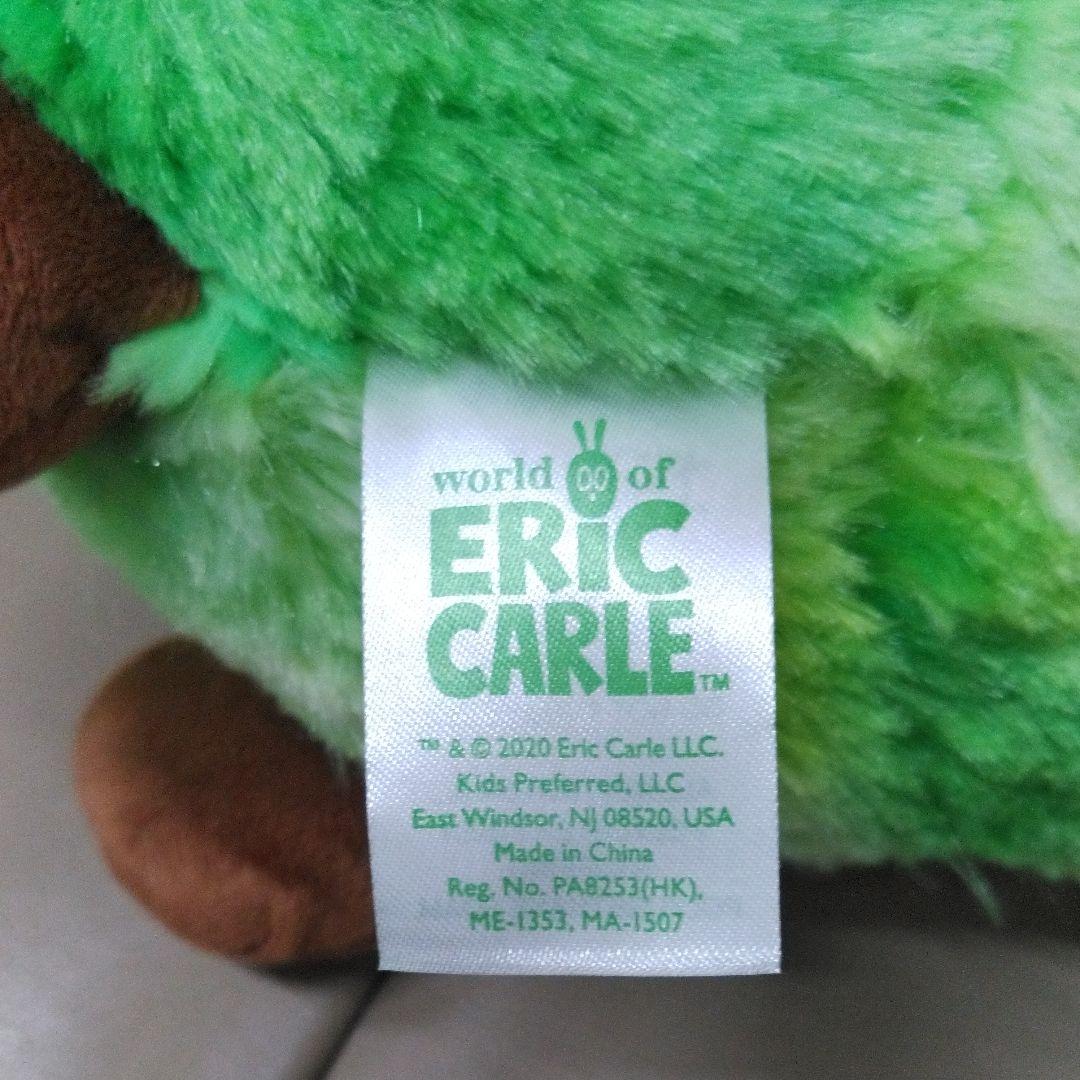 world of
ERiC
CARLE™
™ & © 2020 Eric Carle LLC.
Kids Preferred, LLC
East Windsor, NJ 08520, USA
Made in China
Reg. No. PA8253(HK),
ME-1353, MA-1507